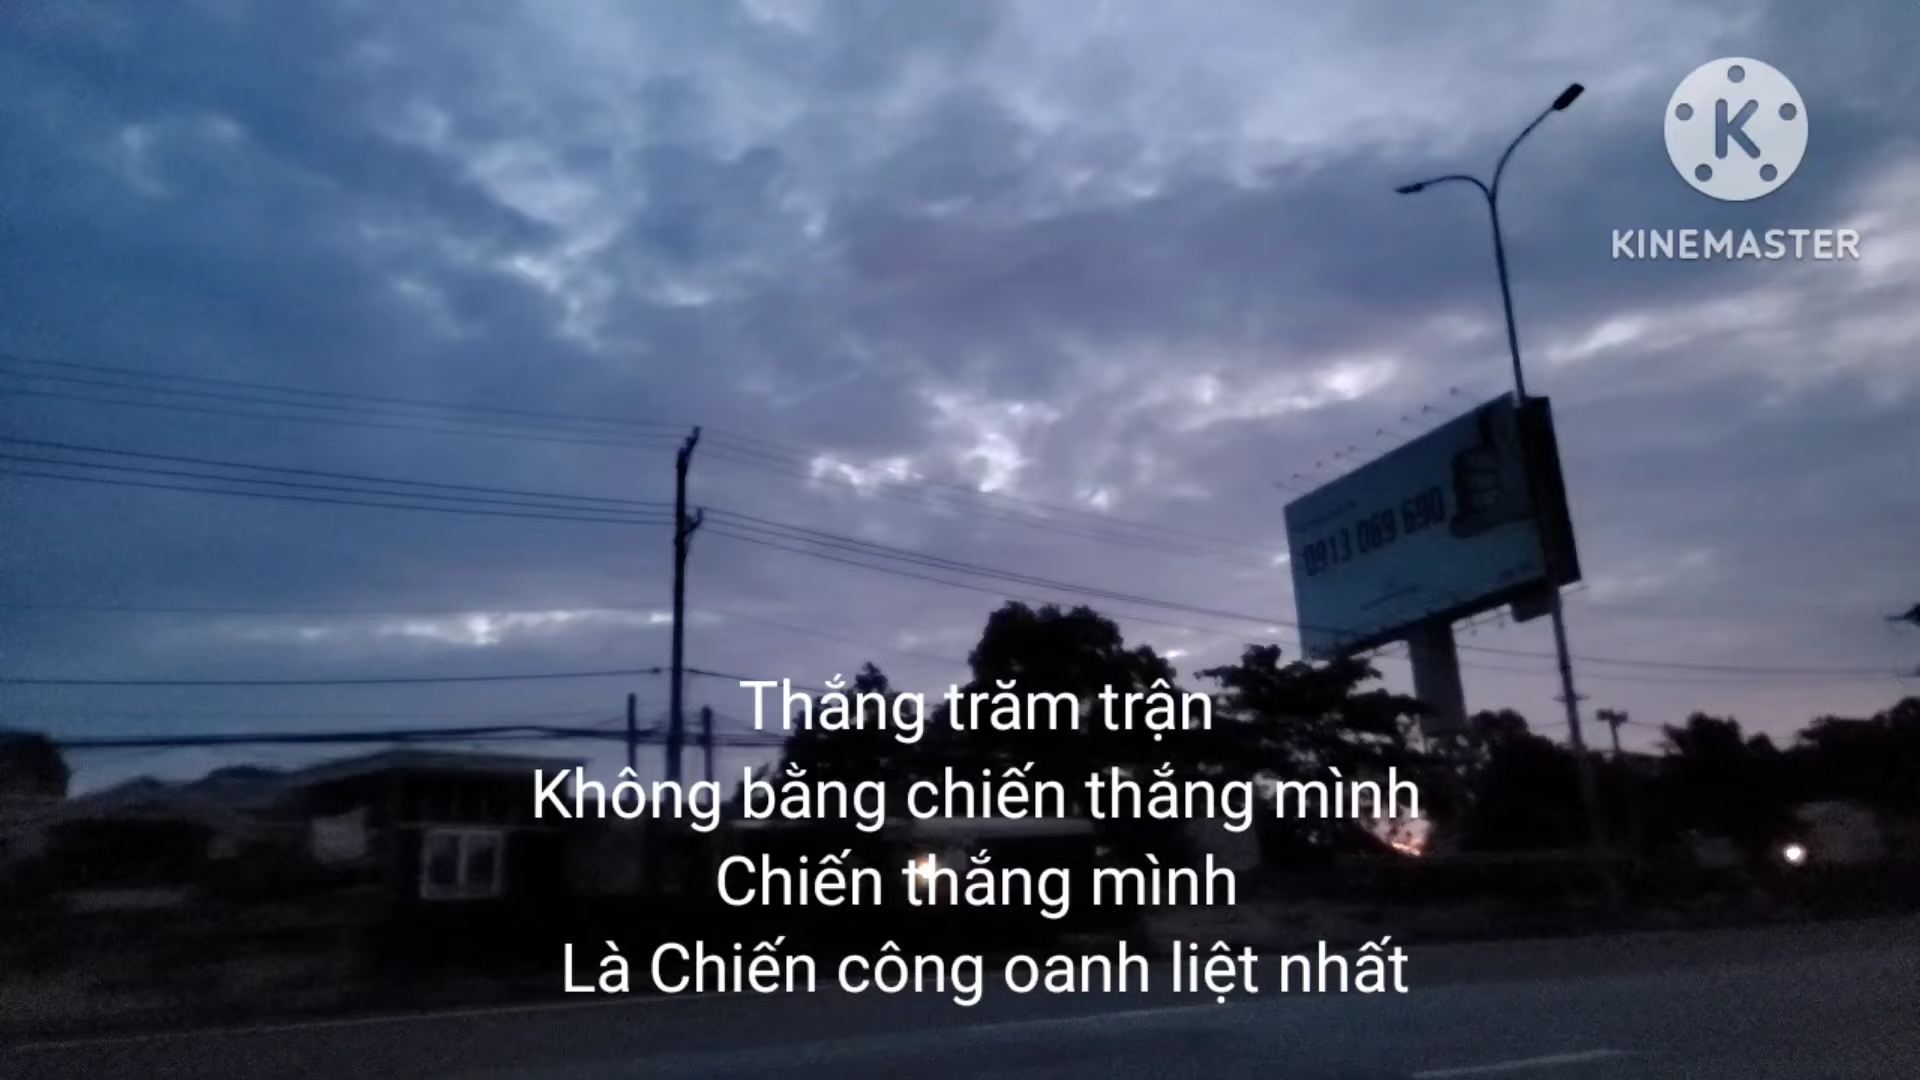 KINEMASTER
0913 069 690
Thắng trăm trận
Không bằng chiến thắng mình
Chiến thắng mình
Là Chiến công oanh liệt nhất